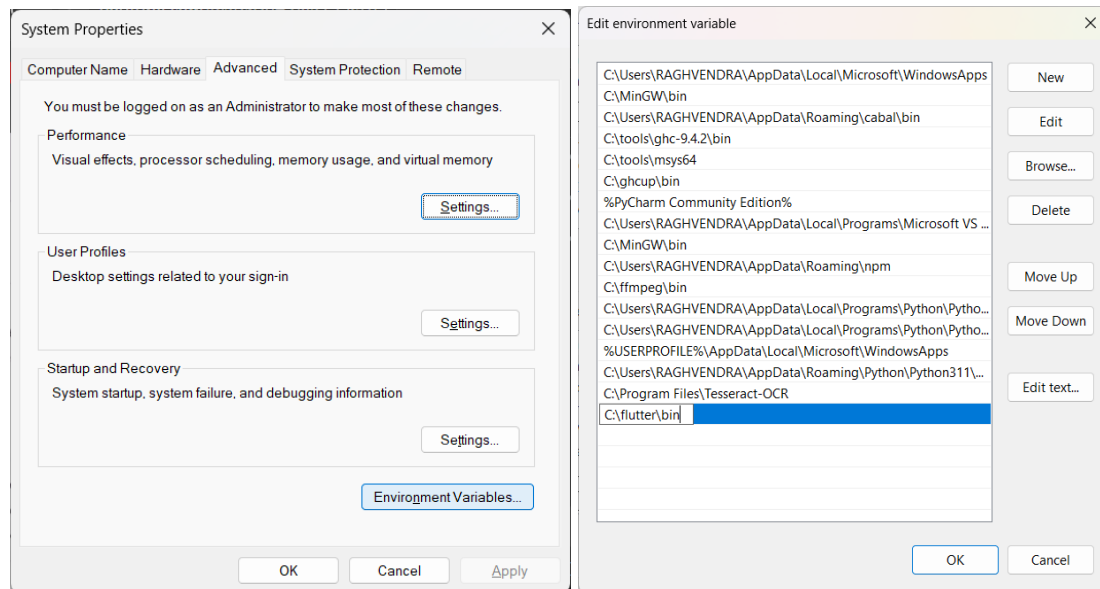 System Properties
Computer Name Hardware Advanced System Protection Remote
You must be logged on as an Administrator to make most of these changes.
Performance
Visual effects, processor scheduling, memory usage, and virtual memory
Settings...
User Profiles
Desktop settings related to your sign-in
Settings...
Startup and Recovery
System startup, system failure, and debugging information
Settings...
Environment Variables...
OK Cancel Apply
Edit environment variable
C:\Users\RAGHVENDRA\AppData\Local\Microsoft\WindowsApps
C:\MinGW\bin
C:\Users\RAGHVENDRA\AppData\Roaming\cabal\bin
C:\tools\ghc-9.4.2\bin
C:\tools\msys64
C:\ghcup\bin
%PyCharm Community Edition%
C:\Users\RAGHVENDRA\AppData\Local\Programs\Microsoft VS ...
C:\MinGW\bin
C:\Users\RAGHVENDRA\AppData\Roaming\npm
C:\ffmpeg\bin
C:\Users\RAGHVENDRA\AppData\Local\Programs\Python\Pytho...
C:\Users\RAGHVENDRA\AppData\Local\Programs\Python\Pytho...
%USERPROFILE%\AppData\Local\Microsoft\WindowsApps
C:\Users\RAGHVENDRA\AppData\Roaming\Python\Python311\...
C:\Program Files\Tesseract-OCR
C:\flutter\bin
New
Edit
Browse...
Delete
Move Up
Move Down
Edit text...
OK Cancel